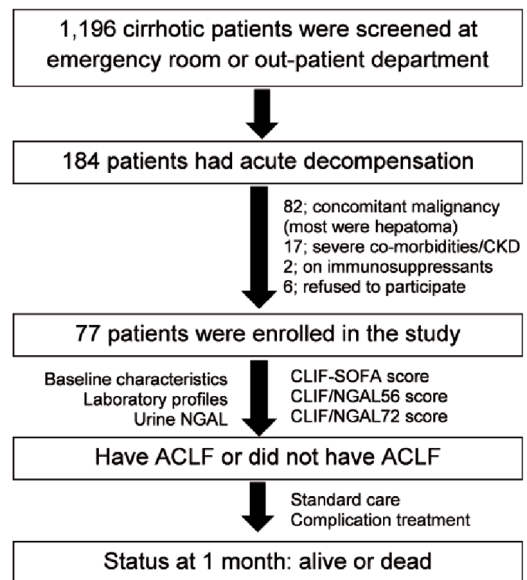 1,196 cirrhotic patients were screened at
emergency room or out-patient department
184 patients had acute decompensation
82; concomitant malignancy
(most were hepatoma)
17; severe co-morbidities/CKD
2; on immunosuppressants
6; refused to participate
77 patients were enrolled in the study
Baseline characteristics
Laboratory profiles
Urine NGAL
CLIF-SOFA score
CLIF/NGAL56 score
CLIF/NGAL72 score
Have ACLF or did not have ACLF
Standard care
Complication treatment
Status at 1 month: alive or dead